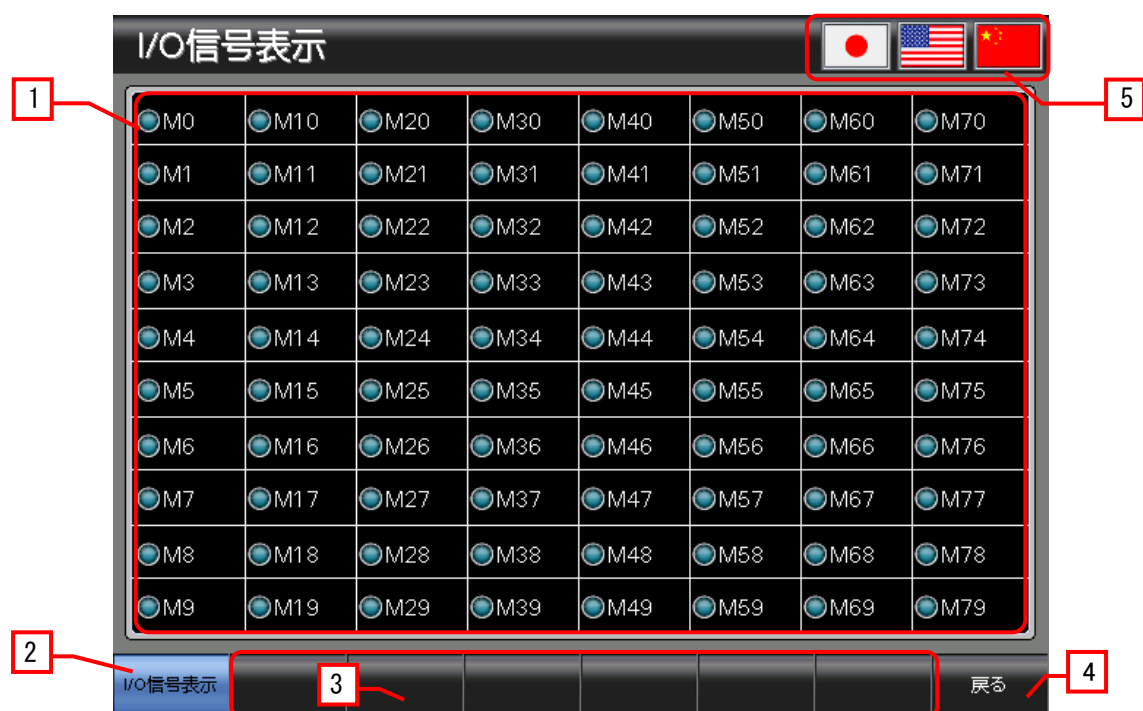 I/O信号表示
5
1
M0 M10 M20 M30 M40 M50 M60 M70
M1 M11 M21 M31 M41 M51 M61 M71
M2 M12 M22 M32 M42 M52 M62 M72
M3 M13 M23 M33 M43 M53 M63 M73
M4 M14 M24 M34 M44 M54 M64 M74
M5 M15 M25 M35 M45 M55 M65 M75
M6 M16 M26 M36 M46 M56 M66 M76
M7 M17 M27 M37 M47 M57 M67 M77
M8 M18 M28 M38 M48 M58 M68 M78
M9 M19 M29 M39 M49 M59 M69 M79
2
I/O信号表示
3
戻る
4